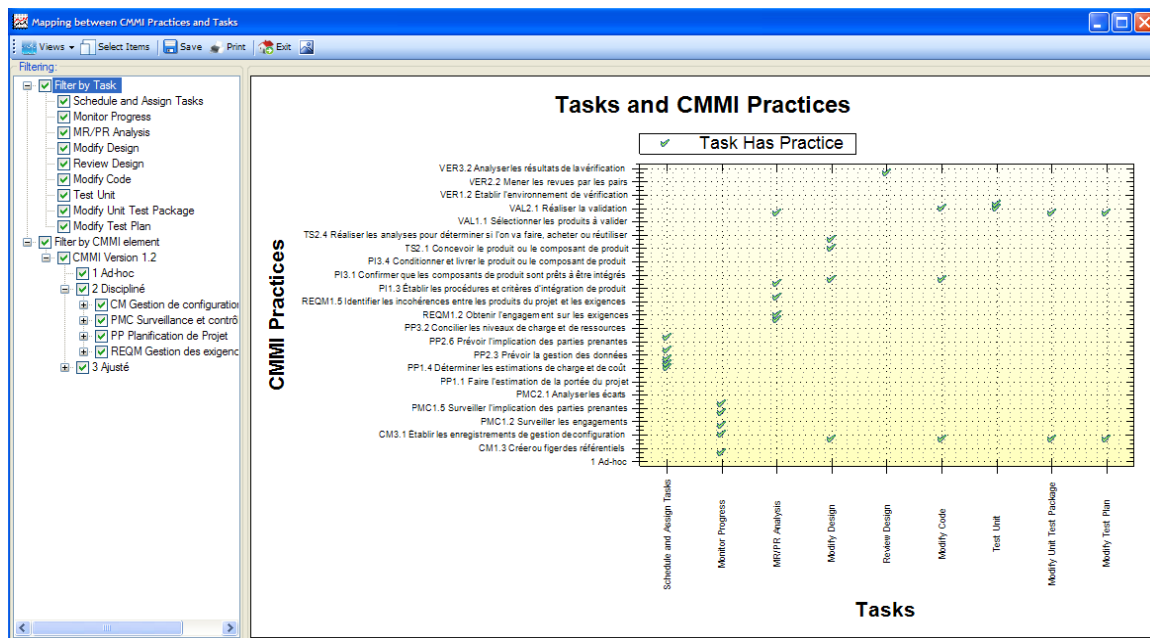 Mapping between CMMI Practices and Tasks
Views Select Items Save Print Exit
Filtering:
Filter by Task
Schedule and Assign Tasks
Monitor Progress
MR/PR Analysis
Modify Design
Review Design
Modify Code
Test Unit
Modify Unit Test Package
Modify Test Plan
Filter by CMMI element
CMMI Version 1.2
1 Ad-hoc
2 Discipliné
CM Gestion de configuration
PMC Surveillance et contrô
PP Planification de Projet
REQM Gestion des exigenc
3 Ajusté
Tasks and CMMI Practices
Task Has Practice
CMMI Practices
VER3.2 Analyser les résultats de la vérification
VER2.2 Mener les revues par les pairs
VER1.2 Établir l'environnement de vérification
VAL2.1 Réaliser la validation
VAL1.1 Sélectionner les produits à valider
TS2.4 Réaliser les analyses pour déterminer si l'on va faire, acheter ou réutiliser
TS2.1 Concevoir le produit ou le composant de produit
PI3.4 Conditionner et livrer le produit ou le composant de produit
PI3.1 Confirmer que les composants de produit sont prêts à être intégrés
PI1.3 Établir les procédures et critères d'intégration de produit
REQM1.5 Identifier les incohérences entre les produits du projet et les exigences
REQM1.2 Obtenir l'engagement sur les exigences
PP3.2 Concilier les niveaux de charge et de ressources
PP2.6 Prévoir l'implication des parties prenantes
PP2.3 Prévoir la gestion des données
PP1.4 Déterminer les estimations de charge et de coût
PP1.1 Faire l'estimation de la portée du projet
PMC2.1 Analyser les écarts
PMC1.5 Surveiller l'implication des parties prenantes
PMC1.2 Surveiller les engagements
CM3.1 Établir les enregistrements de gestion de configuration
CM1.3 Créer ou figer des référentiels
1 Ad-hoc
Schedule and Assign Tasks
Monitor Progress
MR/PR Analysis
Modify Design
Review Design
Modify Code
Test Unit
Modify Unit Test Package
Modify Test Plan
Tasks